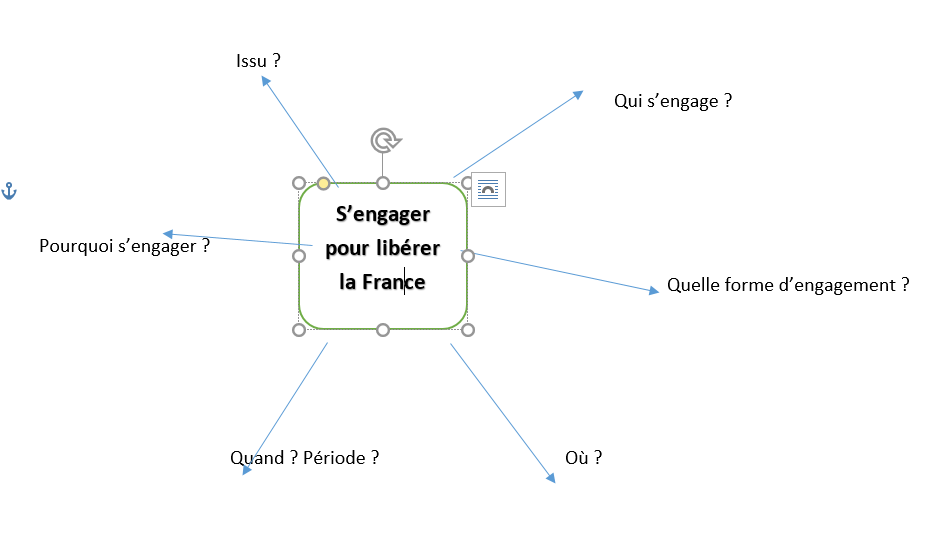 Issu ?
Qui s’engage ?
S’engager
pour libérer
la France
Pourquoi s’engager ?
Quelle forme d’engagement ?
Quand ? Période ?
Où ?